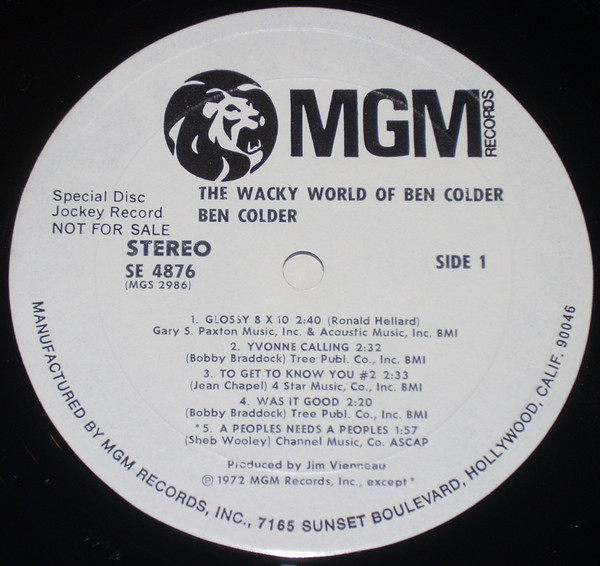 MGM
RECORDS
THE WACKY WORLD OF BEN COLDER
BEN COLDER
Special Disc
Jockey Record
NOT FOR SALE
STEREO
SE 4876
(MGS 2986)
SIDE 1
1. GLOSSY 8 X 10 2:40 (Ronald Hellard)
Gary S. Paxton Music, Inc. & Acoustic Music, Inc. BMI
2. YVONNE CALLING 2:32
(Bobby Braddock) Tree Publ. Co., Inc. BMI
3. TO GET TO KNOW YOU #2 2:33
(Jean Chapel) 4 Star Music, Co., Inc. BMI
4. WAS IT GOOD 2:20
(Bobby Braddock) Tree Publ. Co., Inc. BMI
*5. A PEOPLES NEEDS A PEOPLES 1:57
(Sheb Wooley) Channel Music, Co. ASCAP
Produced by Jim Vienneau
℗ 1972 MGM Records, Inc., except*
MANUFACTURED BY MGM RECORDS, INC., 7165 SUNSET BOULEVARD, HOLLYWOOD, CALIF. 90046